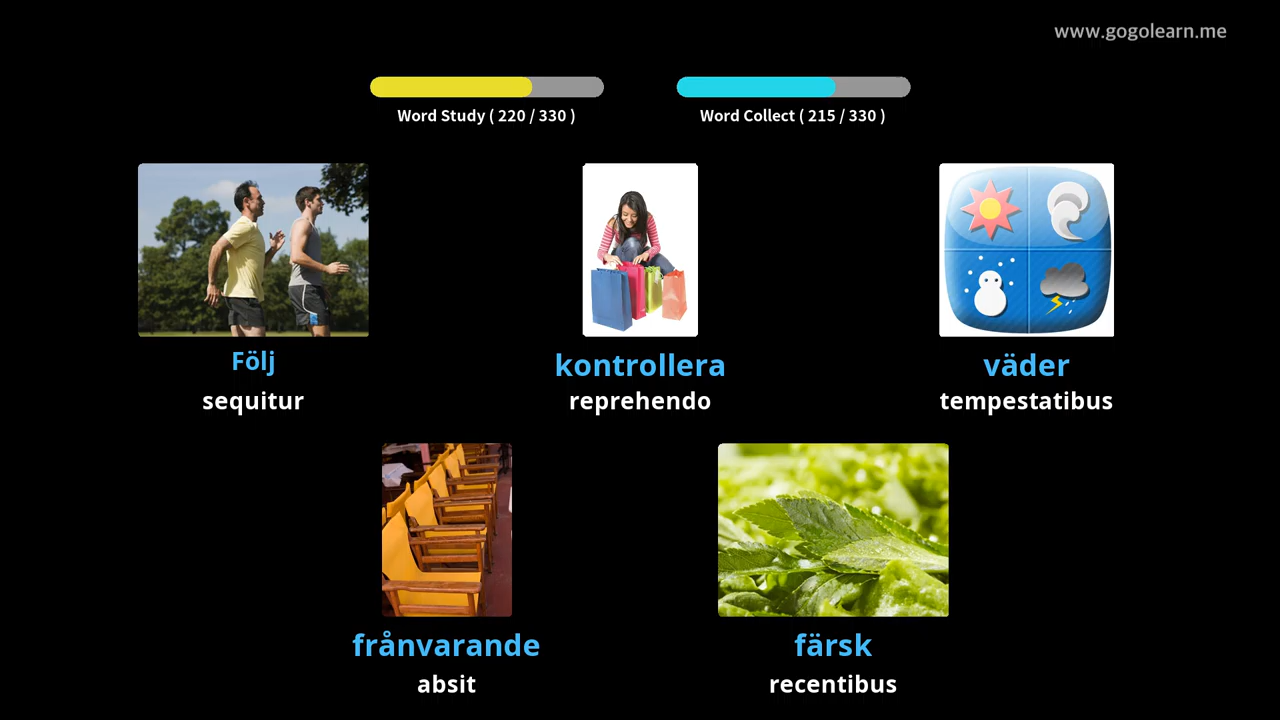 www.gogolearn.me
Word Study ( 220 / 330 )
Word Collect ( 215 / 330 )
Följ
sequitur
kontrollera
reprehendo
väder
tempestatibus
frånvarande
absit
färsk
recentibus